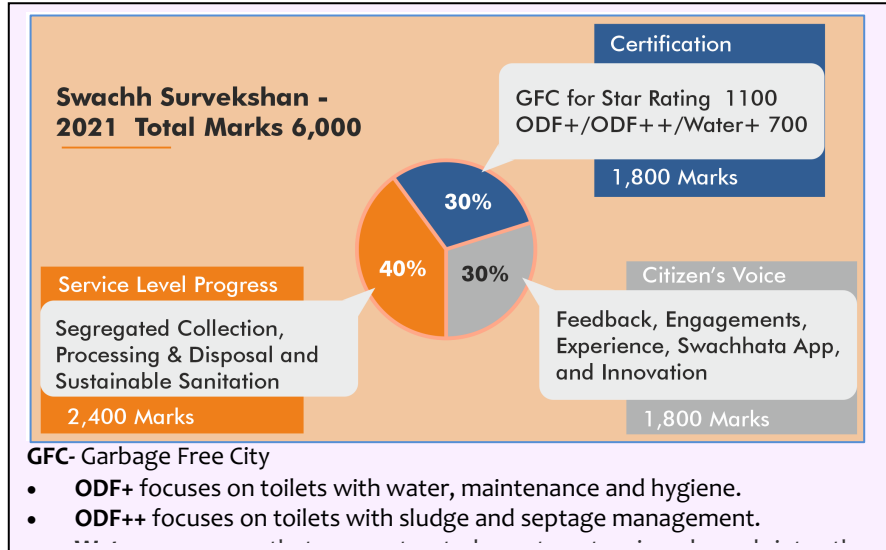 Swachh Survekshan -
2021 Total Marks 6,000
Certification
GFC for Star Rating 1100
ODF+/ODF++/Water+ 700
1,800 Marks
30%
40%
30%
Service Level Progress
Segregated Collection,
Processing & Disposal and
Sustainable Sanitation
2,400 Marks
Citizen's Voice
Feedback, Engagements,
Experience, Swachhata App,
and Innovation
1,800 Marks
GFC- Garbage Free City
• ODF+ focuses on toilets with water, maintenance and hygiene.
• ODF++ focuses on toilets with sludge and septage management.